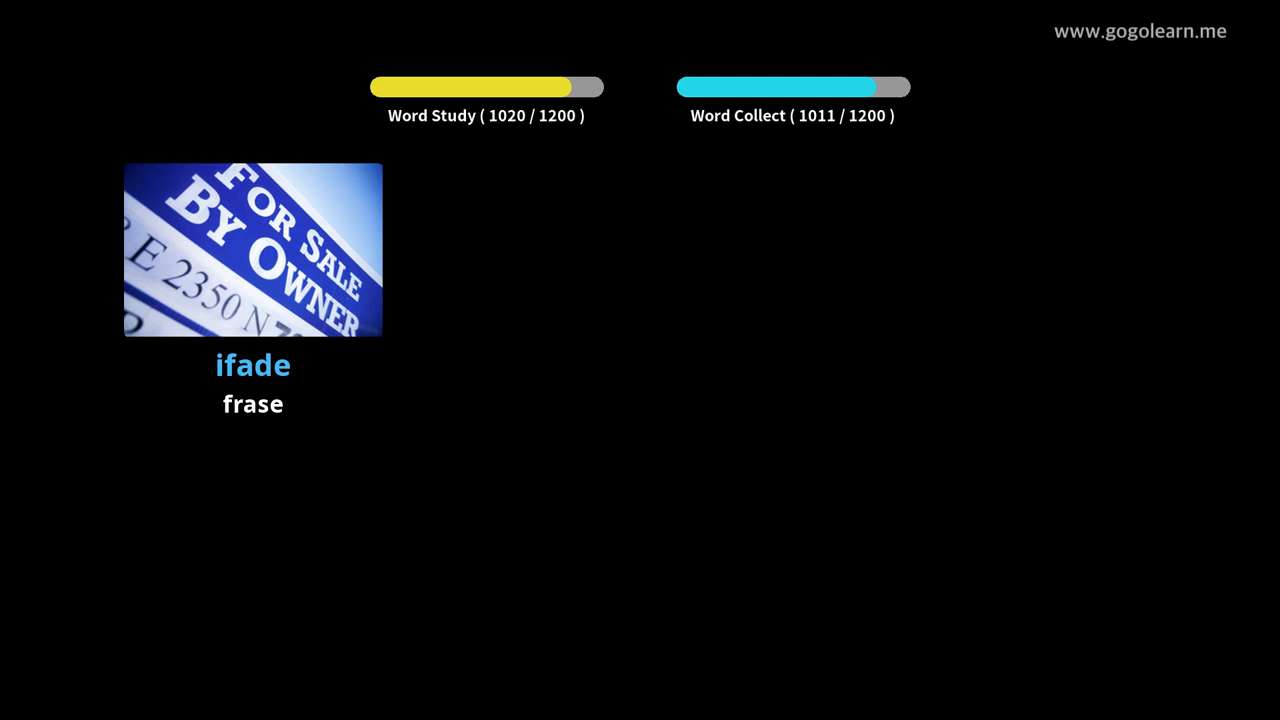 www.gogolearn.me
Word Study ( 1020 / 1200 )
Word Collect ( 1011 / 1200 )
FOR SALE
BY OWNER
E 2350 N
ifade
frase